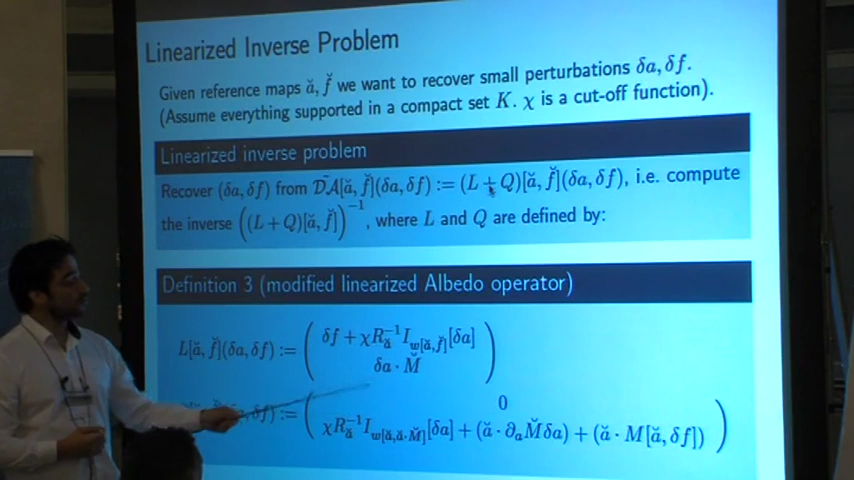 Linearized Inverse Problem
Given reference maps ă, f̆ we want to recover small perturbations δa, δf.
(Assume everything supported in a compact set K. χ is a cut-off function).
Linearized inverse problem
Recover (δa, δf) from D̄A[ă, f̆](δa, δf) := (L + Q)[ă, f̆](δa, δf), i.e. compute
the inverse ((L + Q)[ă, f̆])⁻¹, where L and Q are defined by:
Definition 3 (modified linearized Albedo operator)
L[ă, f̆](δa, δf) := ( δf + χR_ă⁻¹ I_{w[ă,f̆]}[δa]
δa · M̆ )
δf) := ( 0
χR_ă⁻¹ I_{w[ă,ă·M̆]}[δa] + (ă · ∂ₐM̆δa) + (ă · M[ă, δf]) )